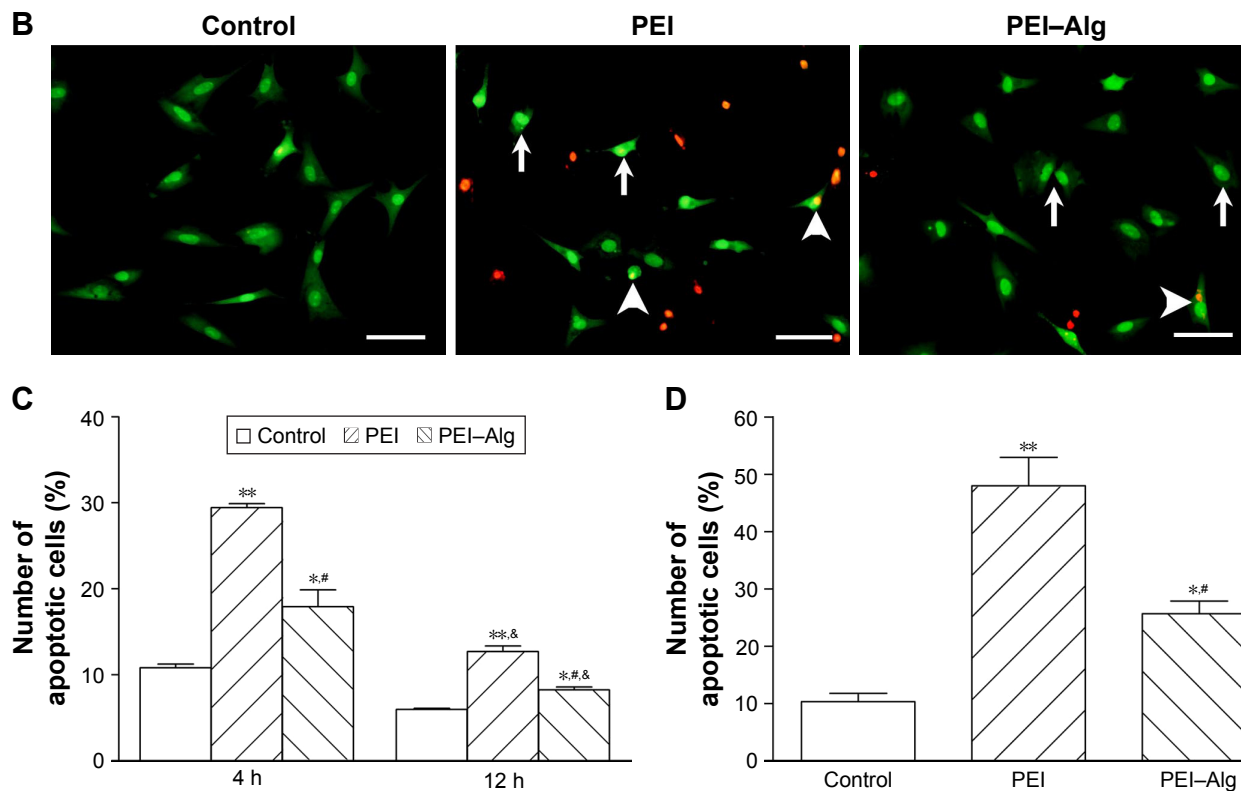 B
Control
PEI
PEI–Alg
C
Number of
apoptotic cells (%)
40
30
20
10
0
Control PEI PEI–Alg
**
*,#
**,&
*,#,&
4 h
12 h
D
Number of
apoptotic cells (%)
60
50
40
30
20
10
0
**
*,#
Control
PEI
PEI–Alg